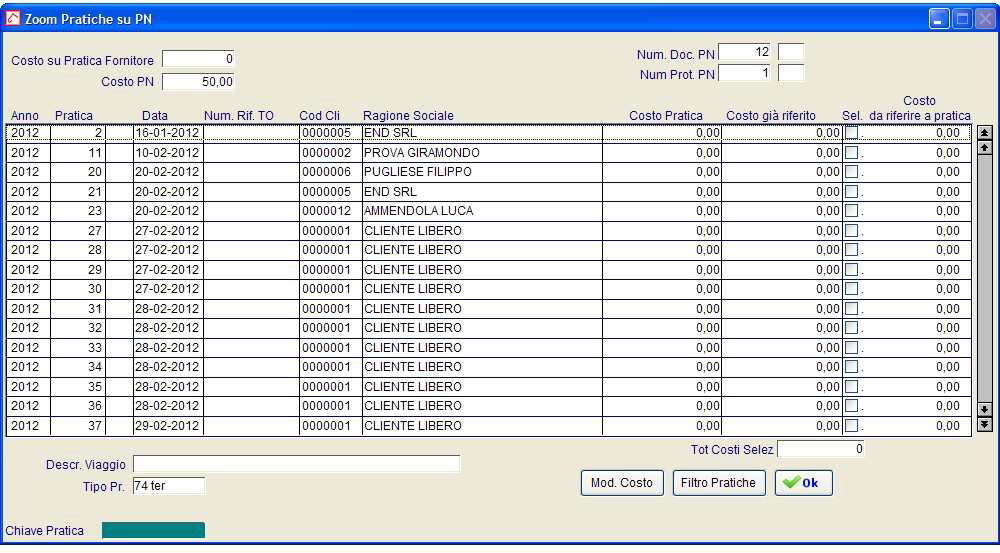 Zoom Pratiche su PN
Costo su Pratica Fornitore 0 Num. Doc. PN 12
Costo PN 50,00 Num Prot. PN 1
Costo
Anno Pratica Data Num. Rif. TO Cod Cli Ragione Sociale Costo Pratica Costo già riferito Sel. da riferire a pratica
2012 2 16-01-2012 0000005 END SRL 0,00 0,00 . 0,00
2012 11 10-02-2012 0000002 PROVA GIRAMONDO 0,00 0,00 . 0,00
2012 20 20-02-2012 0000006 PUGLIESE FILIPPO 0,00 0,00 . 0,00
2012 21 20-02-2012 0000005 END SRL 0,00 0,00 . 0,00
2012 23 20-02-2012 0000012 AMMENDOLA LUCA 0,00 0,00 . 0,00
2012 27 27-02-2012 0000001 CLIENTE LIBERO 0,00 0,00 . 0,00
2012 28 27-02-2012 0000001 CLIENTE LIBERO 0,00 0,00 . 0,00
2012 29 27-02-2012 0000001 CLIENTE LIBERO 0,00 0,00 . 0,00
2012 30 27-02-2012 0000001 CLIENTE LIBERO 0,00 0,00 . 0,00
2012 31 28-02-2012 0000001 CLIENTE LIBERO 0,00 0,00 . 0,00
2012 32 28-02-2012 0000001 CLIENTE LIBERO 0,00 0,00 . 0,00
2012 33 28-02-2012 0000001 CLIENTE LIBERO 0,00 0,00 . 0,00
2012 34 28-02-2012 0000001 CLIENTE LIBERO 0,00 0,00 . 0,00
2012 35 28-02-2012 0000001 CLIENTE LIBERO 0,00 0,00 . 0,00
2012 36 28-02-2012 0000001 CLIENTE LIBERO 0,00 0,00 . 0,00
2012 37 29-02-2012 0000001 CLIENTE LIBERO 0,00 0,00 . 0,00
Tot Costi Selez 0
Descr. Viaggio
Tipo Pr. 74 ter Mod. Costo Filtro Pratiche Ok
Chiave Pratica